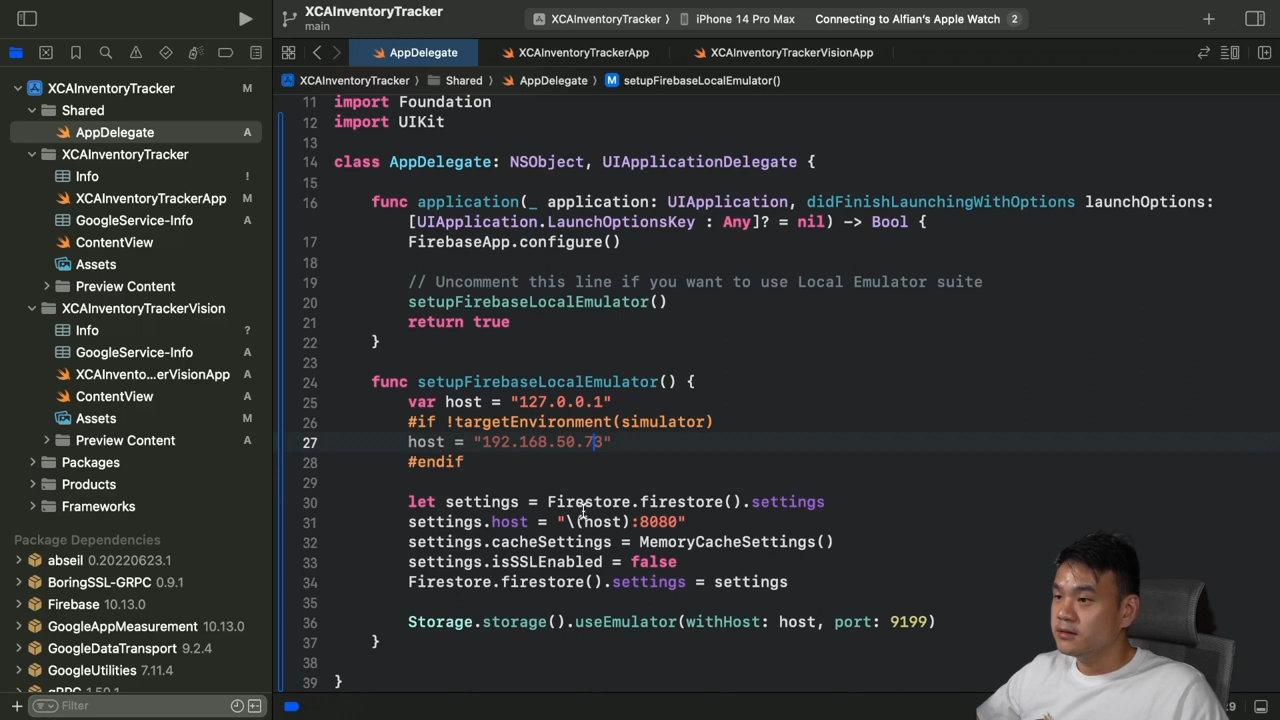 XCAInventoryTracker
main
XCAInventoryTracker
iPhone 14 Pro Max
Connecting to Alfian's Apple Watch
2
AppDelegate
XCAInventoryTrackerApp
XCAInventoryTrackerVisionApp
XCAInventoryTracker
Shared
AppDelegate
M setupFirebaseLocalEmulator()
XCAInventoryTracker M
Shared
AppDelegate A
XCAInventoryTracker
Info !
XCAInventoryTrackerApp M
GoogleService-Info A
ContentView A
Assets
Preview Content
XCAInventoryTrackerVision
Info ?
GoogleService-Info A
XCAInvento...erVisionApp A
ContentView A
Assets M
Preview Content
Packages
Products
Frameworks
Package Dependencies
abseil 0.20220623.1
BoringSSL-GRPC 0.9.1
Firebase 10.13.0
GoogleAppMeasurement 10.13.0
GoogleDataTransport 9.2.4
GoogleUtilities 7.11.4
gRPC 1.50.1
Filter
11 import Foundation
12 import UIKit
13
14 class AppDelegate: NSObject, UIApplicationDelegate {
15
16 func application(_ application: UIApplication, didFinishLaunchingWithOptions launchOptions:
[UIApplication.LaunchOptionsKey : Any]? = nil) -> Bool {
17 FirebaseApp.configure()
18
19 // Uncomment this line if you want to use Local Emulator suite
20 setupFirebaseLocalEmulator()
21 return true
22 }
23
24 func setupFirebaseLocalEmulator() {
25 var host = "127.0.0.1"
26 #if !targetEnvironment(simulator)
27 host = "192.168.50.73"
28 #endif
29
30 let settings = Firestore.firestore().settings
31 settings.host = "\(host):8080"
32 settings.cacheSettings = MemoryCacheSettings()
33 settings.isSSLEnabled = false
34 Firestore.firestore().settings = settings
35
36 Storage.storage().useEmulator(withHost: host, port: 9199)
37 }
38
39 }